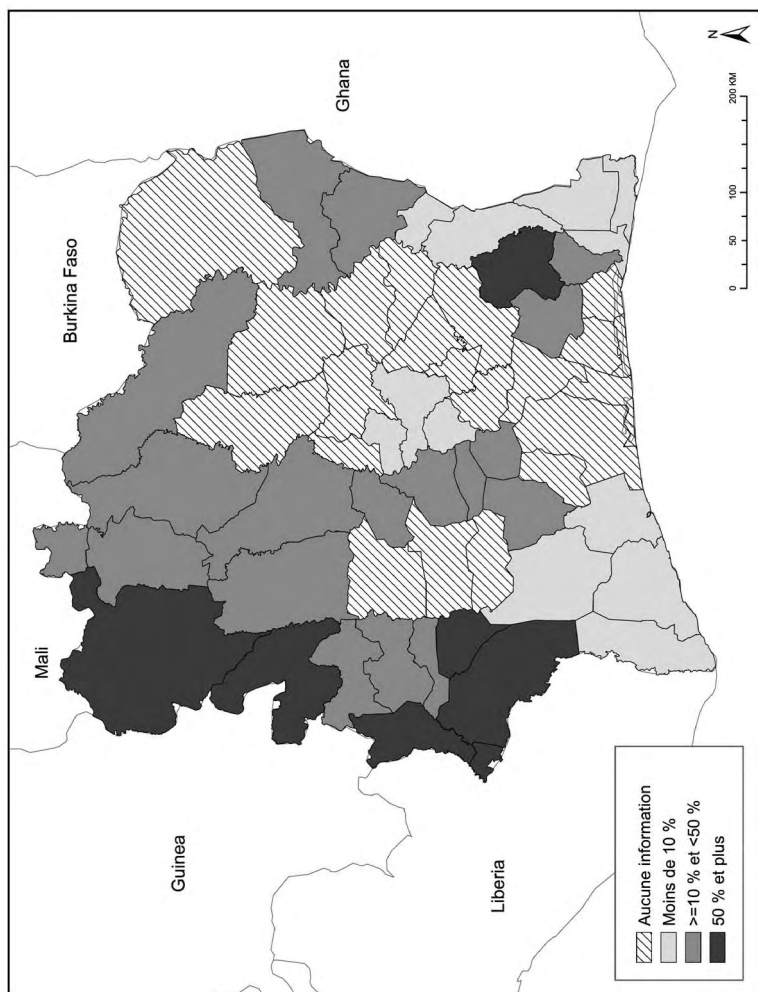 Mali
Burkina Faso
Guinea
Ghana
Liberia
Aucune information
Moins de 10 %
>=10 % et <50 %
50 % et plus
0 50 100 200 KM
N